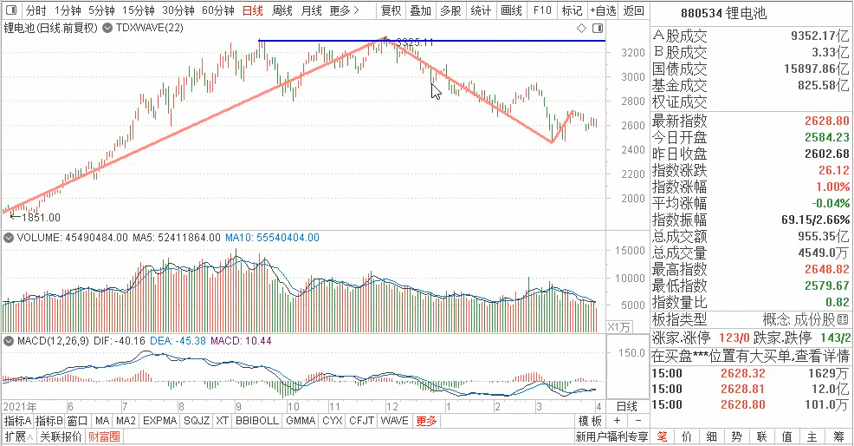 分时 1分钟 5分钟 15分钟 30分钟 60分钟 日线 周线 月线 更多 > 复权 叠加 多股 统计 画线 F10 标记 +自选 返回
锂电池(日线.前复权) TDXWAVE(22)
3325.11
3200
3000
2800
2600
2400
2200
2000
←1851.00
VOLUME: 45490484.00 MA5: 52411864.00 MA10: 55540404.00
15000
10000
5000
X1万
MACD(12,26,9) DIF: -40.16 DEA: -45.38 MACD: 10.44
150.0
2021年 6 7 8 9 10 11 12 1 2 3 4 日线
指标A 指标B 窗口 MA MA2 EXPMA SQJZ XT BBIBOLL GMMA CYX CFJT WAVE 更多 模板 + -
扩展∧ 关联报价 财富圈 新用户福利专享
880534 锂电池
A股成交 9352.17亿
B股成交 3.33亿
国债成交 15897.86亿
基金成交 825.58亿
权证成交
最新指数 2628.80
今日开盘 2584.23
昨日收盘 2602.68
指数涨跌 26.12
指数涨幅 1.00%
平均涨幅 -0.04%
指数振幅 69.15/2.66%
总成交额 955.35亿
总成交量 4549.0万
最高指数 2648.82
最低指数 2579.67
指数量比 0.82
板指类型 概念 成份股
涨家.涨停 123/0 跌家.跌停 143/2
在买盘***位置有大买单,查看详情
15:00 2628.32 1629万
15:00 2628.81 12.0亿
15:00 2628.80 101.0万
笔 价 细 势 联 值 主 筹